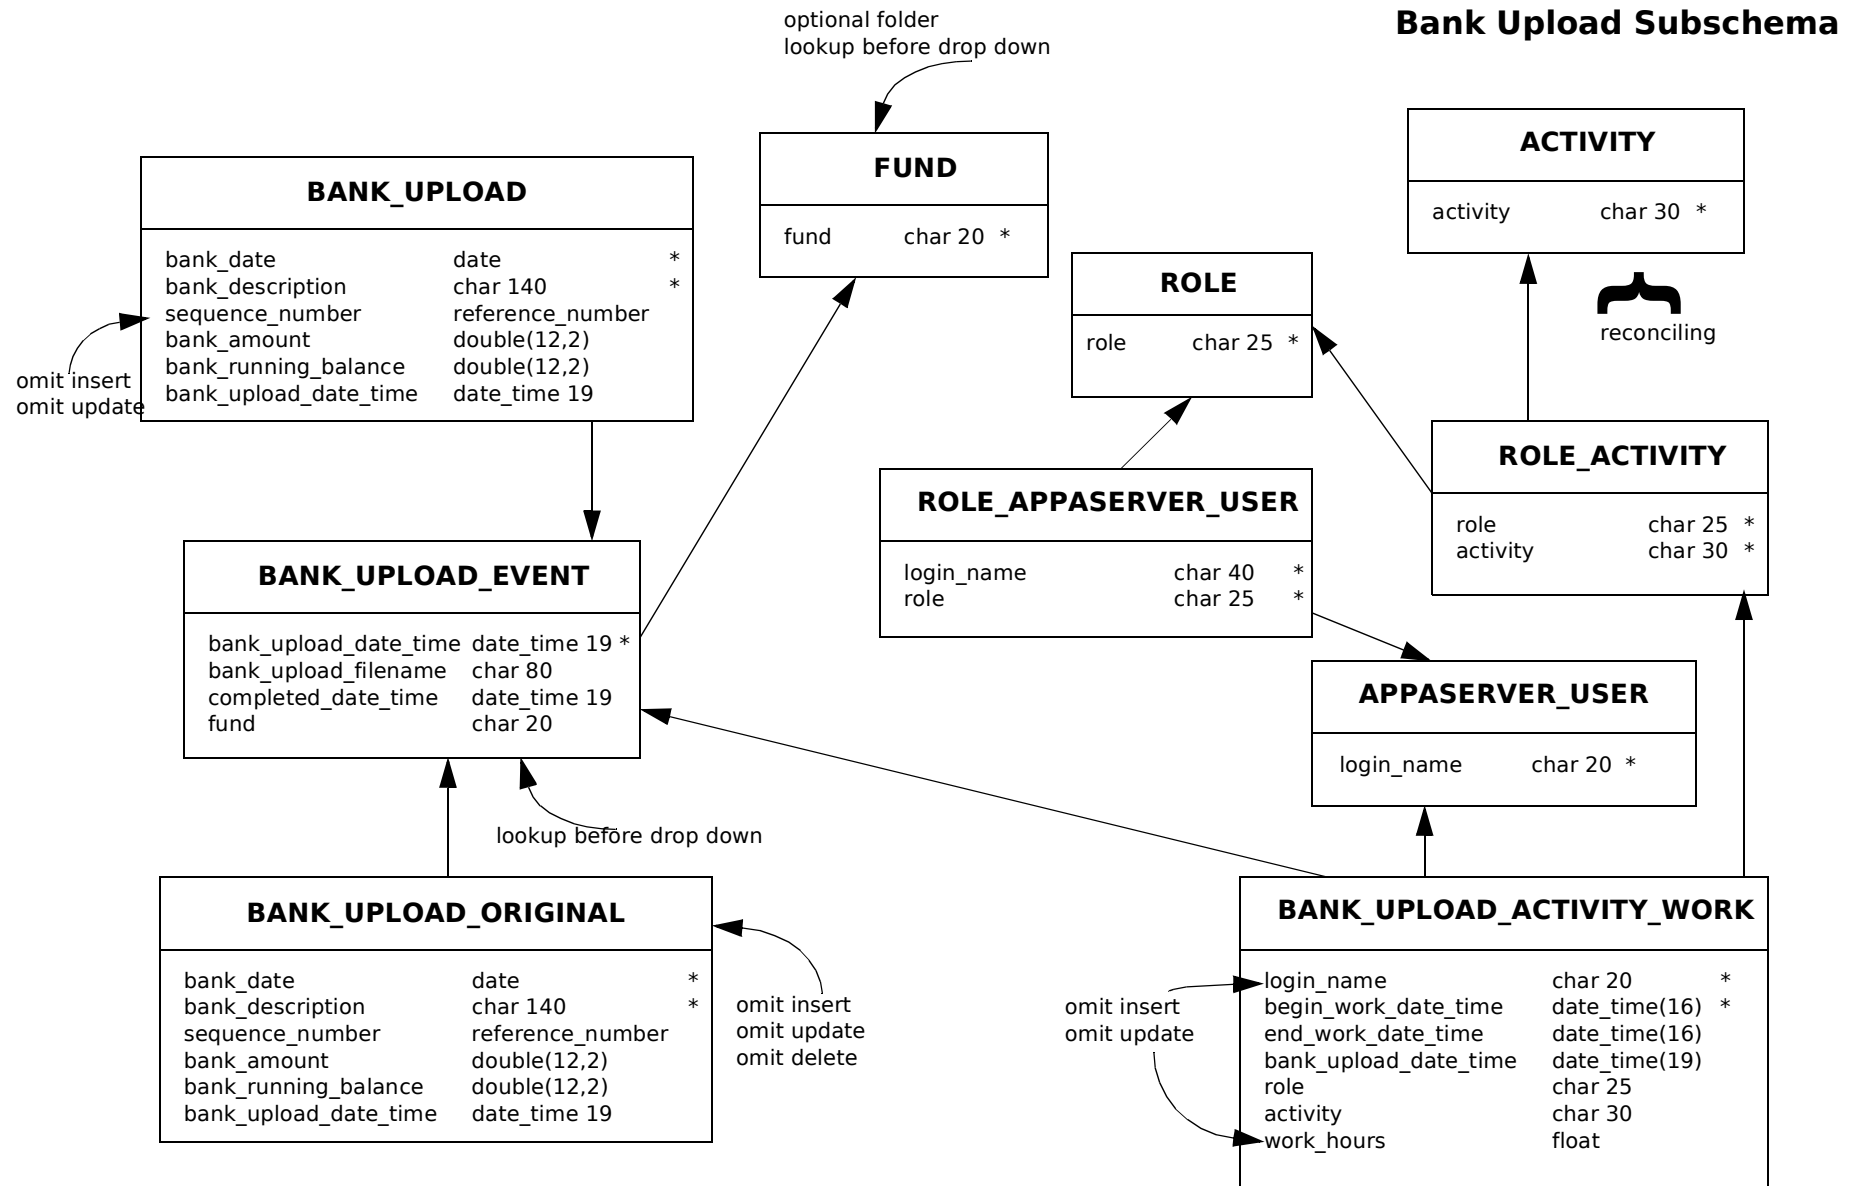 Bank Upload Subschema
optional folder
lookup before drop down
BANK_UPLOAD
bank_date date *
bank_description char 140 *
sequence_number reference_number
bank_amount double(12,2)
bank_running_balance double(12,2)
bank_upload_date_time date_time 19
omit insert
omit update
FUND
fund char 20 *
ACTIVITY
activity char 30 *
reconciling
ROLE
role char 25 *
ROLE_ACTIVITY
role char 25 *
activity char 30 *
ROLE_APPASERVER_USER
login_name char 40 *
role char 25 *
BANK_UPLOAD_EVENT
bank_upload_date_time date_time 19 *
bank_upload_filename char 80
completed_date_time date_time 19
fund char 20
lookup before drop down
APPASERVER_USER
login_name char 20 *
BANK_UPLOAD_ORIGINAL
bank_date date *
bank_description char 140 *
sequence_number reference_number
bank_amount double(12,2)
bank_running_balance double(12,2)
bank_upload_date_time date_time 19
omit insert
omit update
omit delete
BANK_UPLOAD_ACTIVITY_WORK
login_name char 20 *
begin_work_date_time date_time(16) *
end_work_date_time date_time(16)
bank_upload_date_time date_time(19)
role char 25
activity char 30
work_hours float
omit insert
omit update